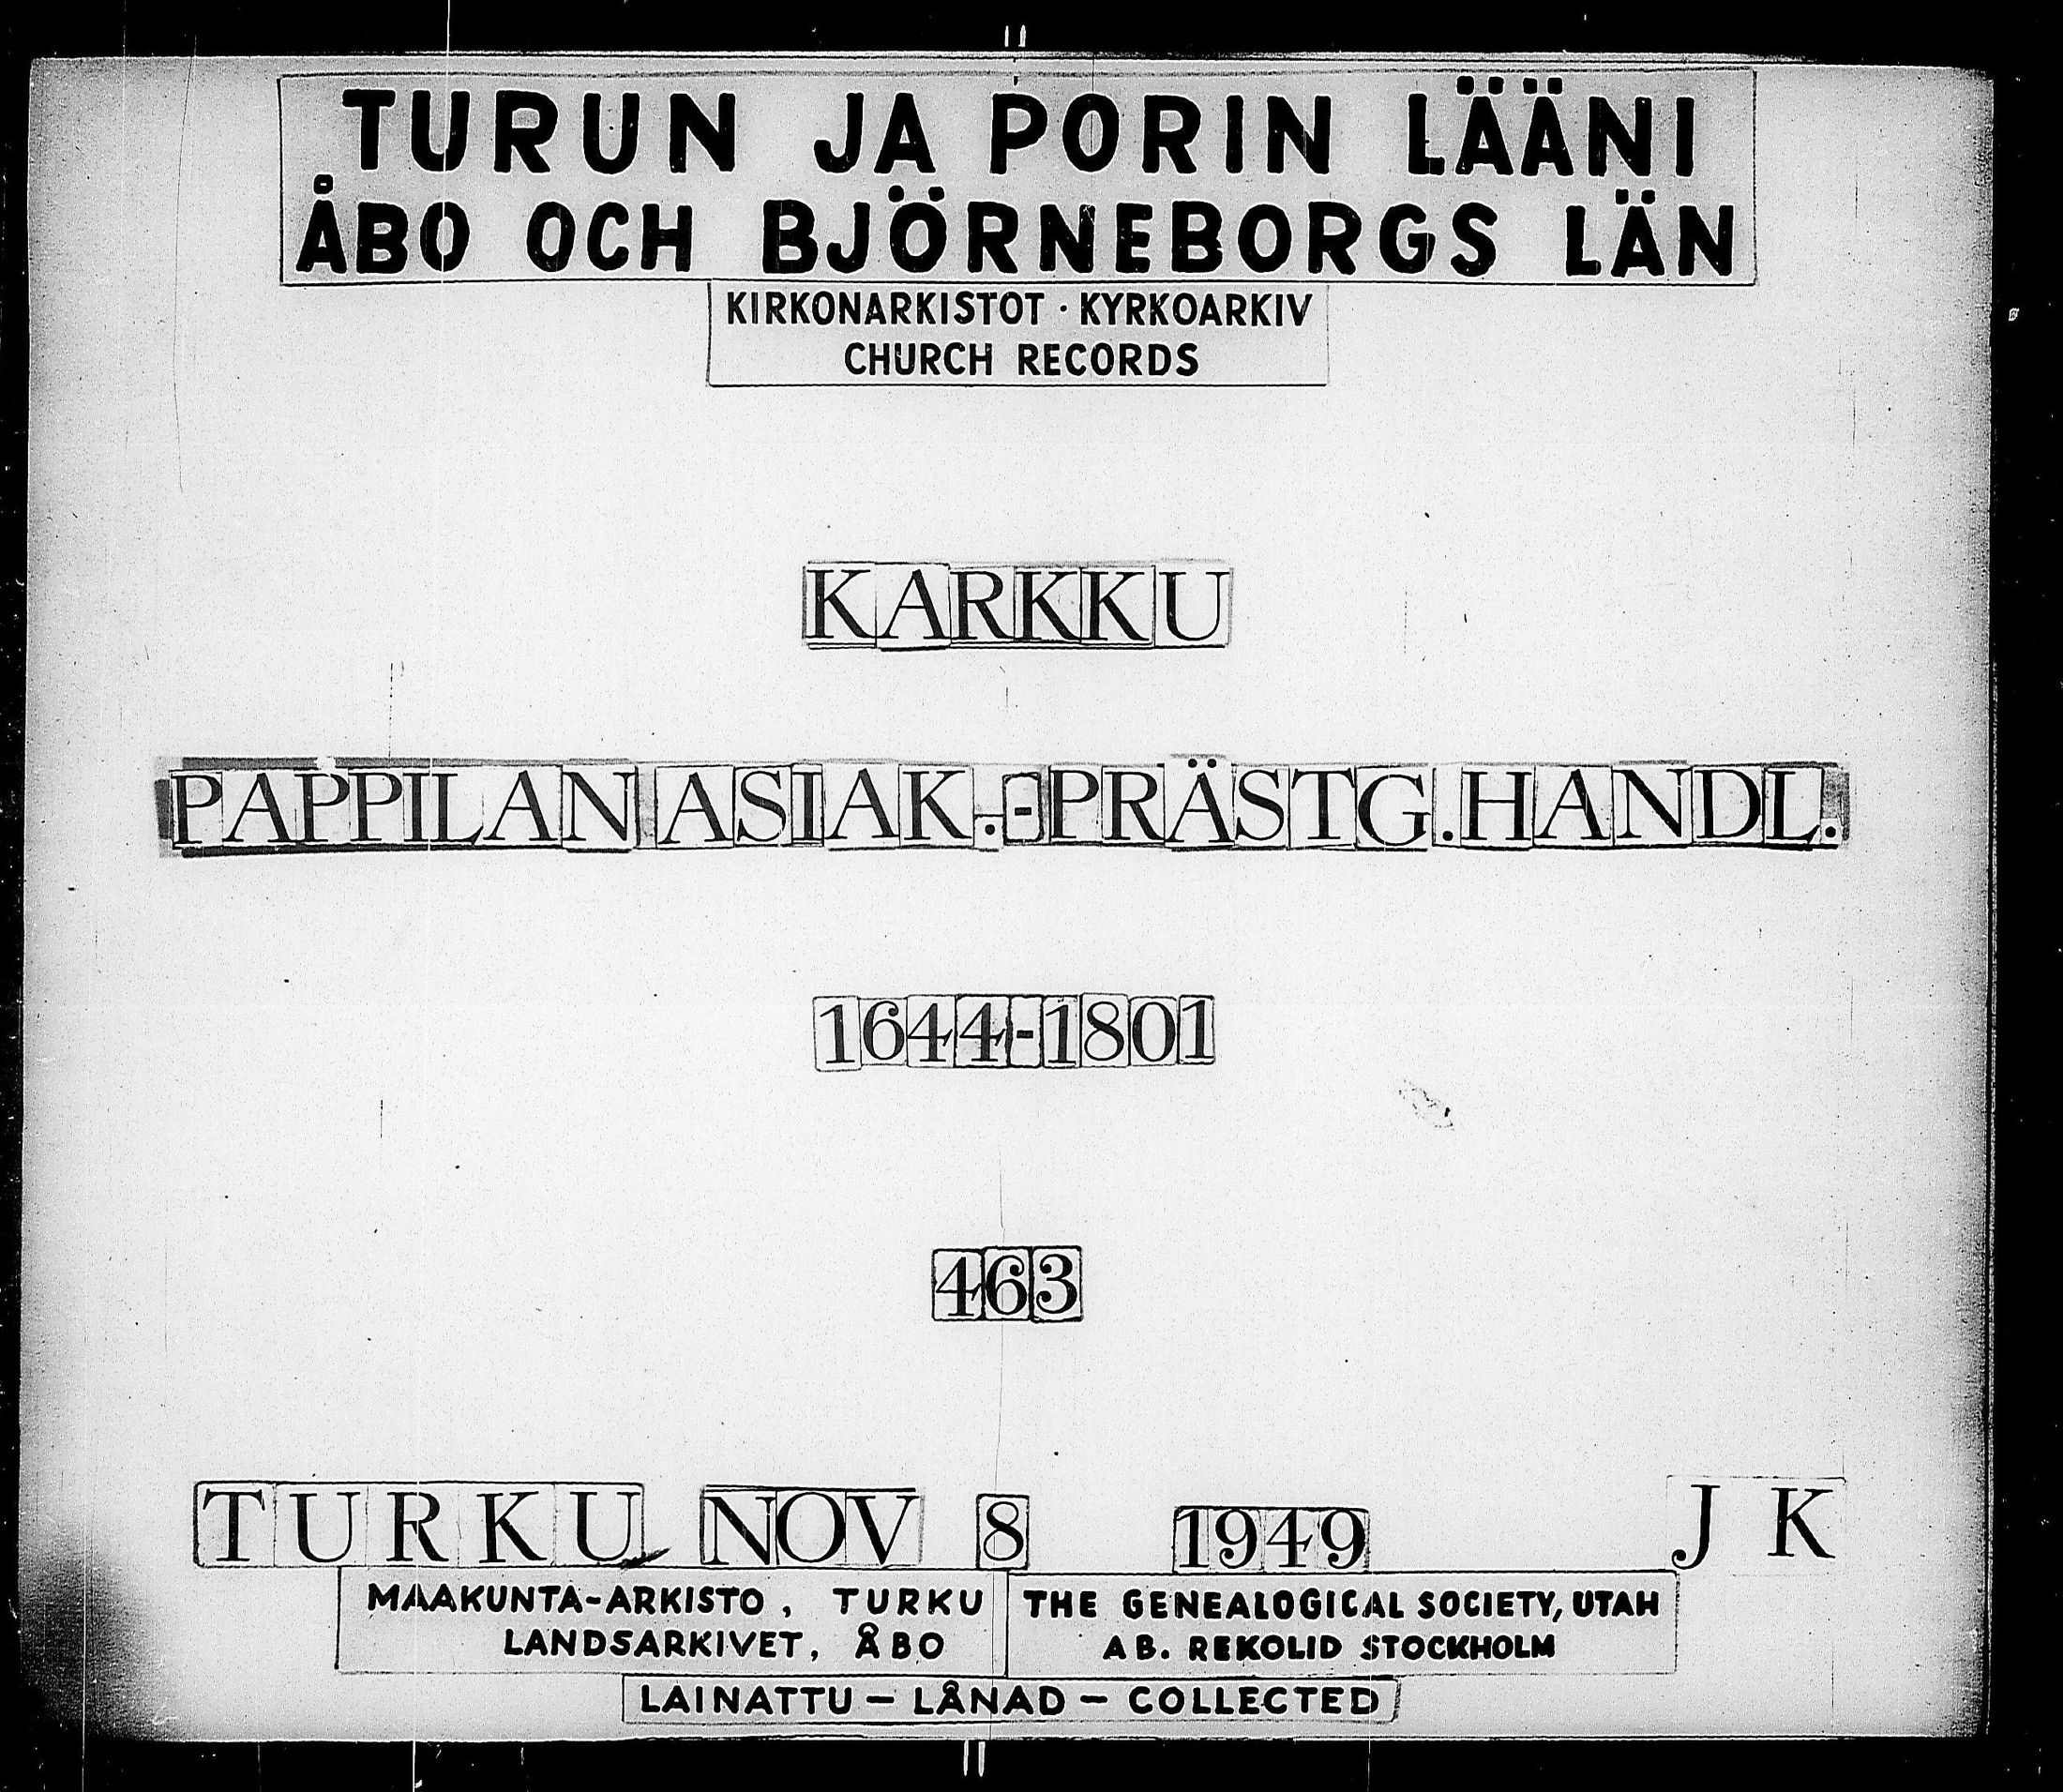 TURUN JA PORIN LÄÄNI
ÅBO OCH BJÖRNEBORGS LÄN
KIRKONARKISTOT · KYRKOARKIV
CHURCH RECORDS
KARKKU
PAPPILAN ASIAK.-PRÄSTG.HANDL.
1644-1801
463
TURKU NOV 8 1949 J K
MAAKUNTA-ARKISTO, TURKU
LANDSARKIVET, ÅBO
THE GENEALOGICAL SOCIETY, UTAH
AB. REKOLID STOCKHOLM
LAINATTU - LÅNAD - COLLECTED